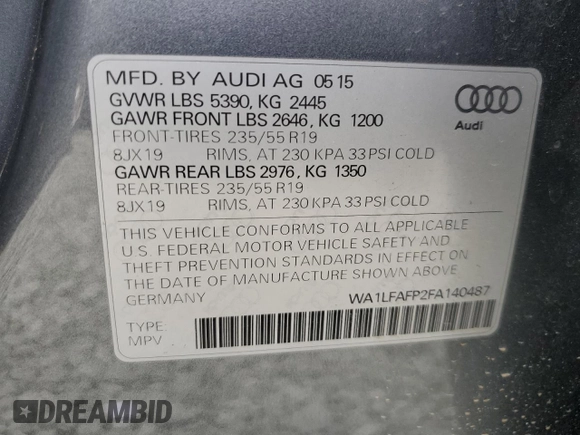 MFD. BY AUDI AG 05 15
GVWR LBS 5390, KG 2445
GAWR FRONT LBS 2646, KG 1200
FRONT-TIRES 235/55 R19
8JX19 RIMS, AT 230 KPA 33 PSI COLD
GAWR REAR LBS 2976, KG 1350
REAR-TIRES 235/55 R19
8JX19 RIMS, AT 230 KPA 33 PSI COLD
Audi
THIS VEHICLE CONFORMS TO ALL APPLICABLE
U.S. FEDERAL MOTOR VEHICLE SAFETY AND
THEFT PREVENTION STANDARDS IN EFFECT ON
THE DATE OF MANUFACTURE SHOWN ABOVE.
GERMANY WA1LFAFP2FA140487
TYPE:
MPV
DREAMBID